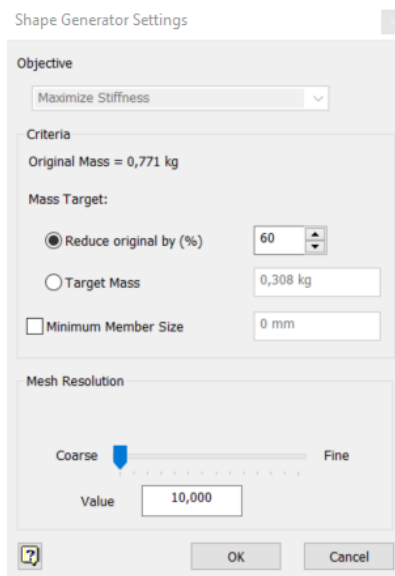 Shape Generator Settings
Objective
Maximize Stiffness
Criteria
Original Mass = 0,771 kg
Mass Target:
Reduce original by (%) 60
Target Mass 0,308 kg
Minimum Member Size 0 mm
Mesh Resolution
Coarse Fine
Value 10,000
? OK Cancel